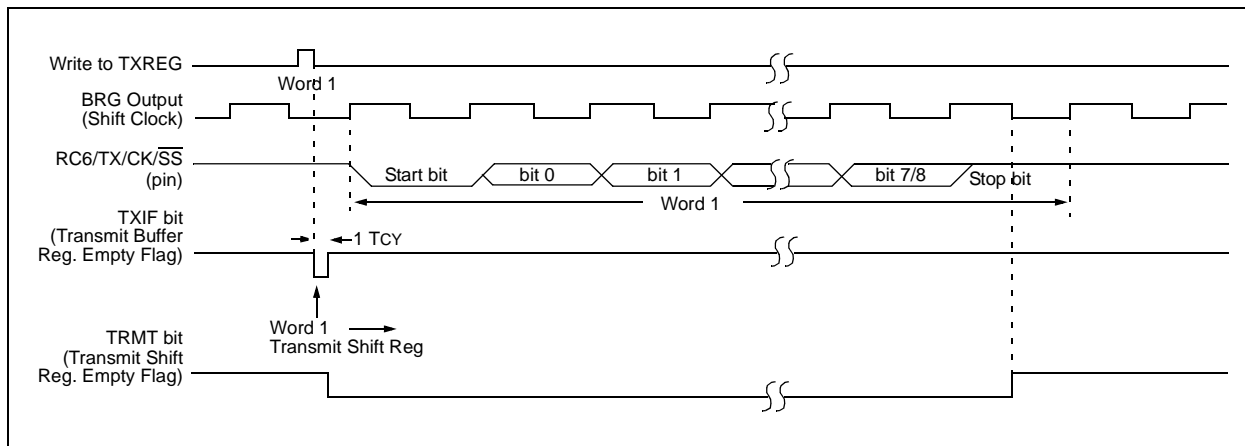 Write to TXREG
Word 1
BRG Output
(Shift Clock)
RC6/TX/CK/S̅S̅
(pin)
Start bit
bit 0
bit 1
bit 7/8
Stop bit
Word 1
TXIF bit
(Transmit Buffer
Reg. Empty Flag)
1 TCY
Word 1
Transmit Shift Reg
TRMT bit
(Transmit Shift
Reg. Empty Flag)